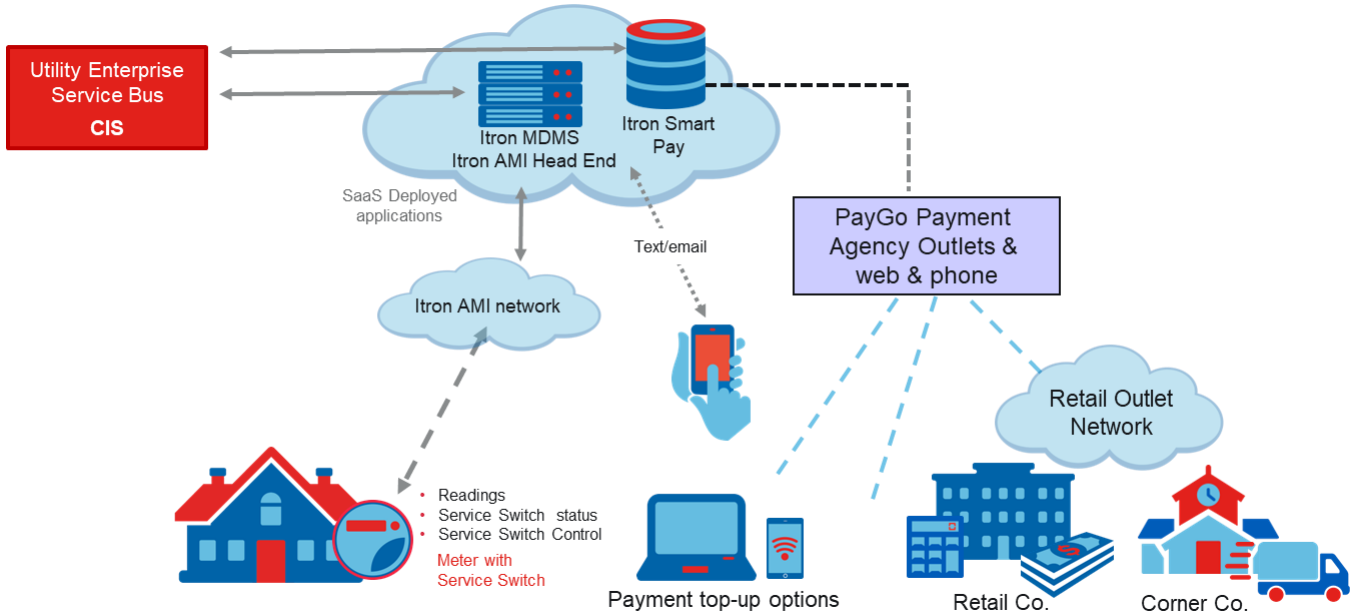 Utility Enterprise
Service Bus
CIS
Itron MDMS
Itron AMI Head End
Itron Smart
Pay
SaaS Deployed
applications
Text/email
PayGo Payment
Agency Outlets &
web & phone
Itron AMI network
Retail Outlet
Network
• Readings
• Service Switch status
• Service Switch Control
Meter with
Service Switch
Payment top-up options
Retail Co.
Corner Co.